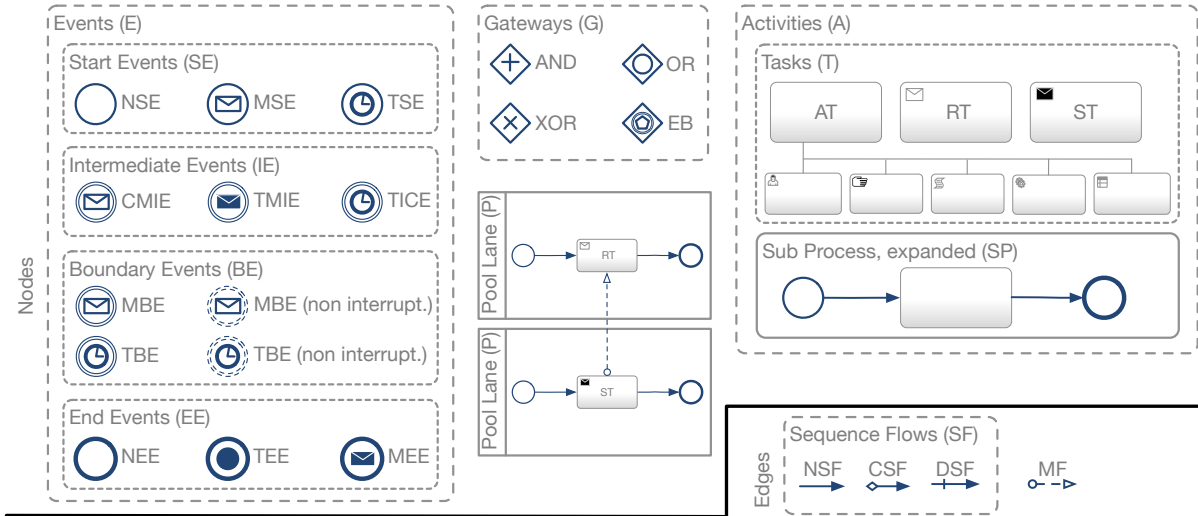 Nodes
Events (E)
Start Events (SE)
NSE MSE TSE
Intermediate Events (IE)
CMIE TMIE TICE
Boundary Events (BE)
MBE MBE (non interrupt.)
TBE TBE (non interrupt.)
End Events (EE)
NEE TEE MEE
Gateways (G)
AND OR
XOR EB
Pool Lane (P)
RT
Pool Lane (P)
ST
Activities (A)
Tasks (T)
AT RT ST
Sub Process, expanded (SP)
Edges
Sequence Flows (SF)
NSF CSF DSF MF